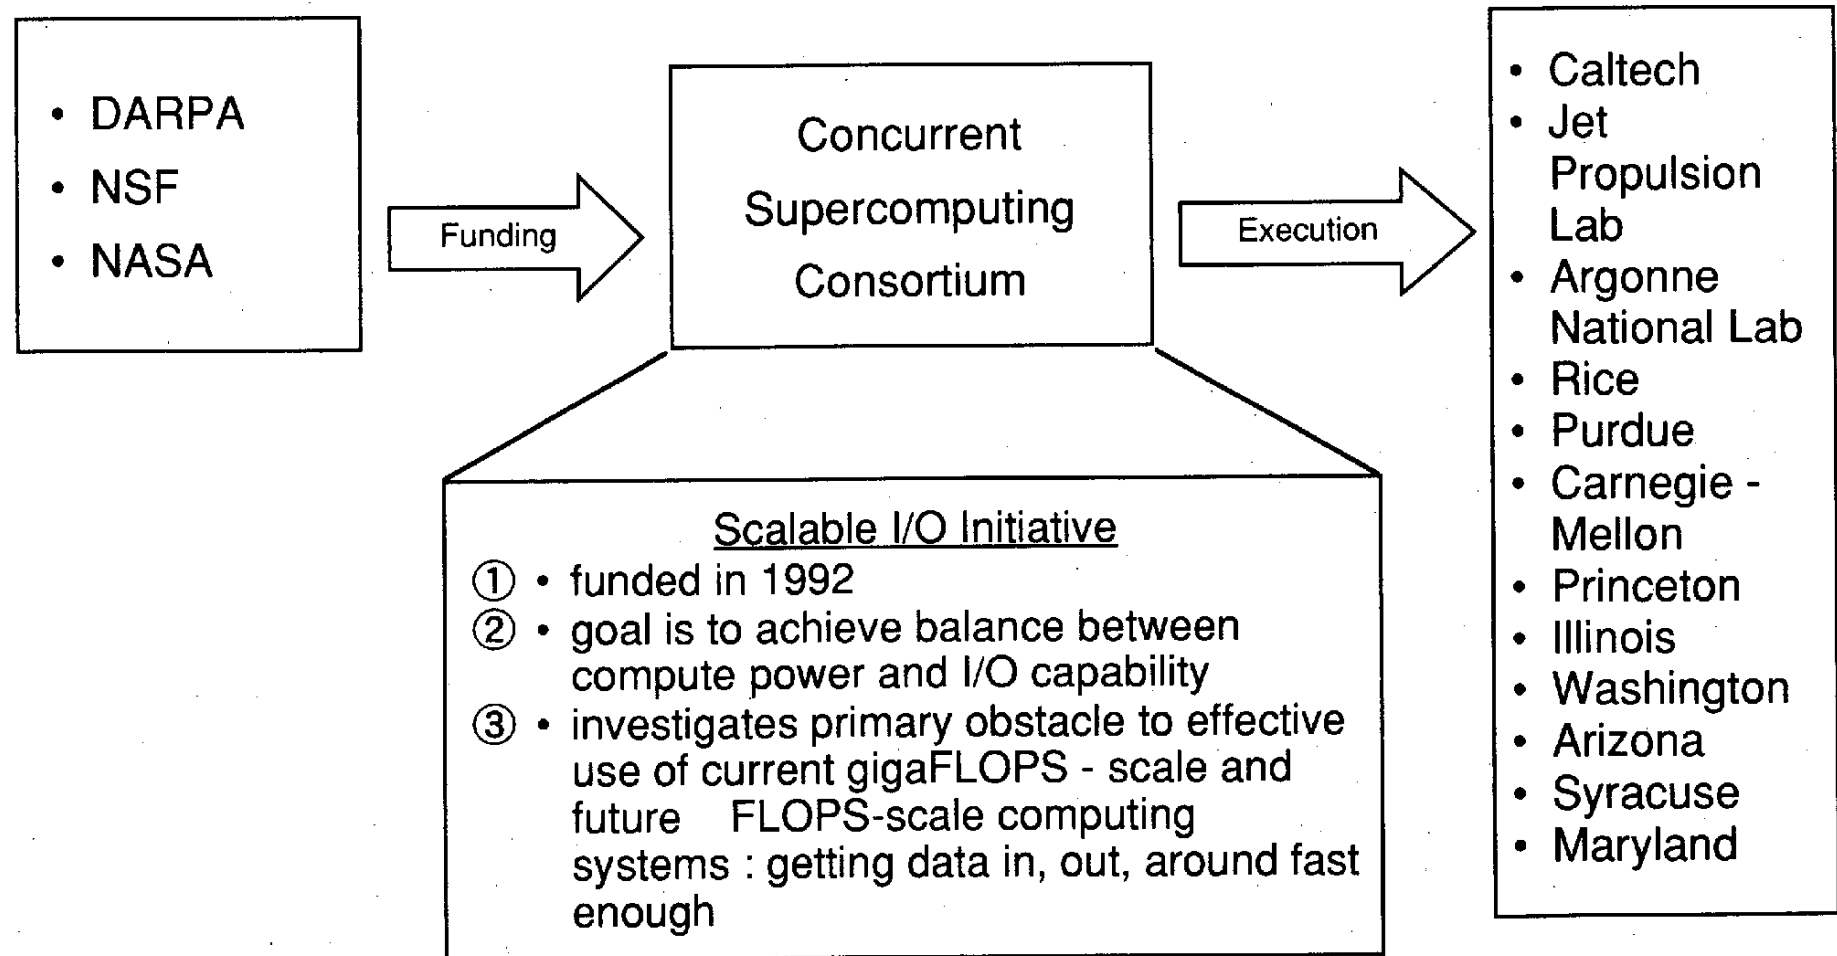 • DARPA
• NSF
• NASA
Funding
Concurrent
Supercomputing
Consortium
Execution
• Caltech
• Jet
Propulsion
Lab
• Argonne
National Lab
• Rice
• Purdue
• Carnegie -
Mellon
• Princeton
• Illinois
• Washington
• Arizona
• Syracuse
• Maryland
Scalable I/O Initiative
① • funded in 1992
② • goal is to achieve balance between
compute power and I/O capability
③ • investigates primary obstacle to effective
use of current gigaFLOPS - scale and
future FLOPS-scale computing
systems : getting data in, out, around fast
enough